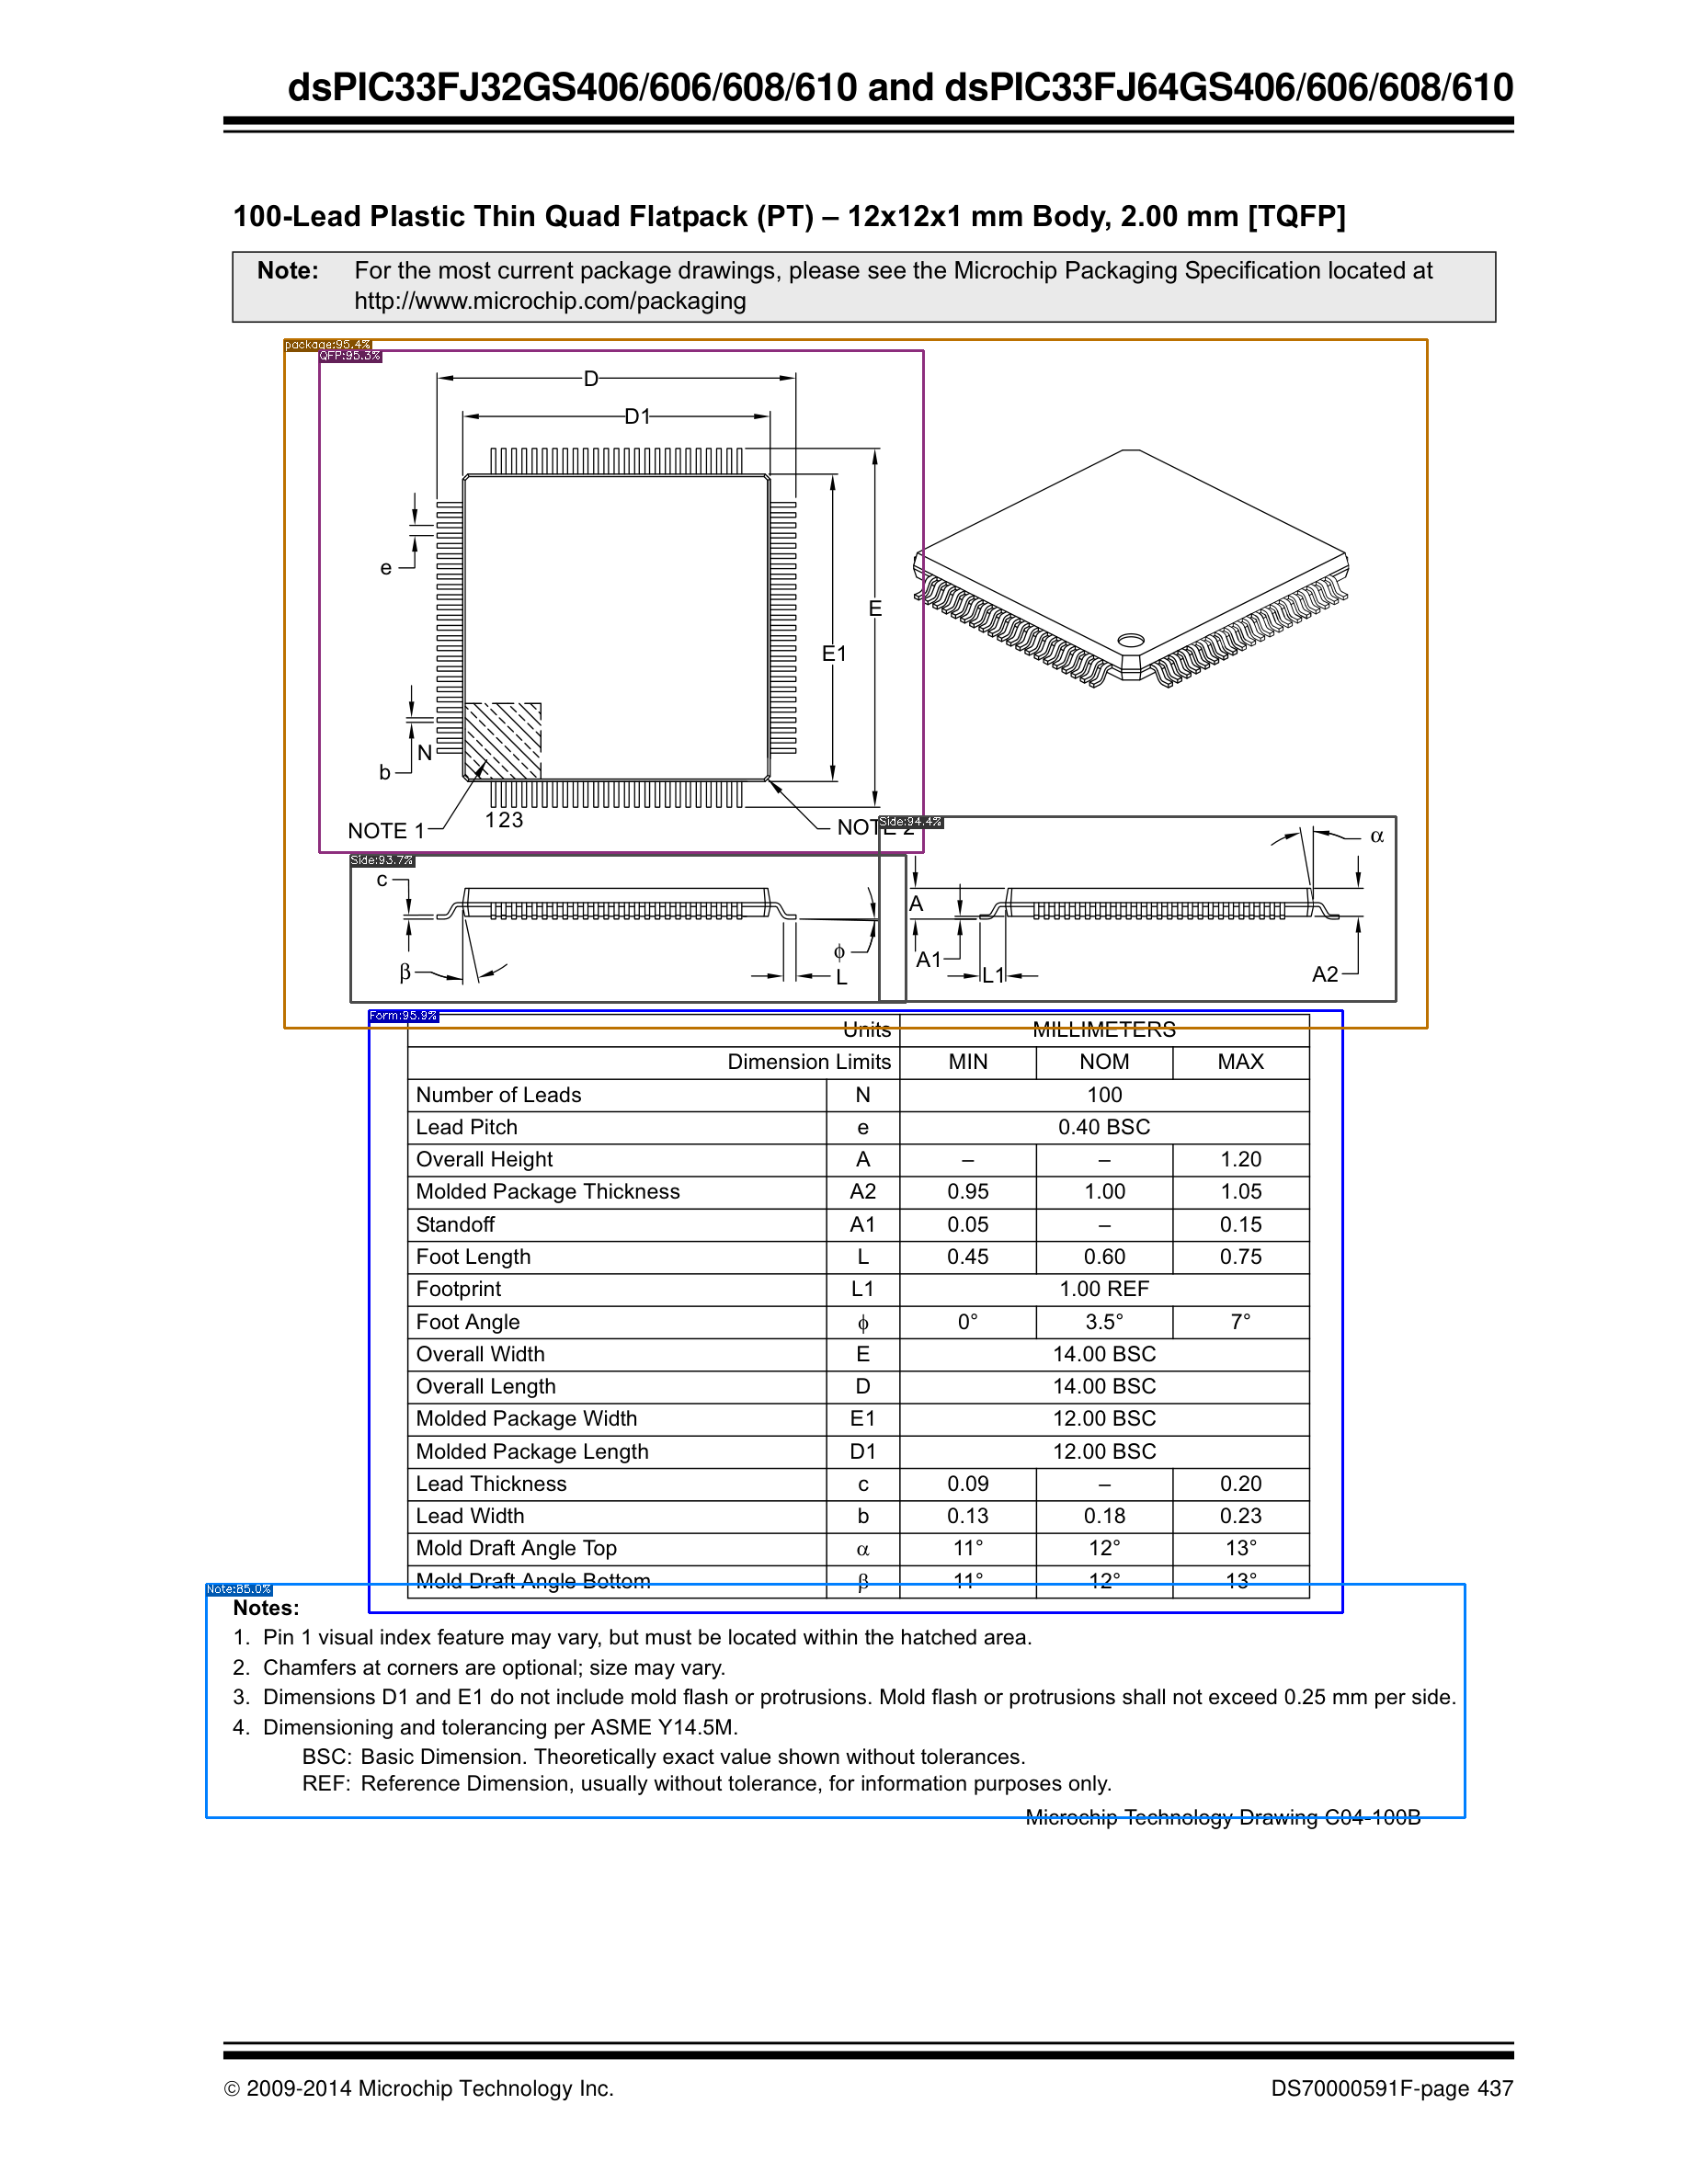 dsPIC33FJ32GS406/606/608/610 and dsPIC33FJ64GS406/606/608/610
100-Lead Plastic Thin Quad Flatpack (PT) – 12x12x1 mm Body, 2.00 mm [TQFP]
Note: For the most current package drawings, please see the Microchip Packaging Specification located at
http://www.microchip.com/packaging
package:95.4%
QFP:95.3%
D
D1
e
E
E1
N
b
NOTE 1
123
NOTE 2
Side:94.4%
α
Side:93.7%
c
A
β
φ
L
A1
L1
A2
Form:95.9%
Units MILLIMETERS
Dimension Limits MIN NOM MAX
Number of Leads N 100
Lead Pitch e 0.40 BSC
Overall Height A – – 1.20
Molded Package Thickness A2 0.95 1.00 1.05
Standoff A1 0.05 – 0.15
Foot Length L 0.45 0.60 0.75
Footprint L1 1.00 REF
Foot Angle φ 0° 3.5° 7°
Overall Width E 14.00 BSC
Overall Length D 14.00 BSC
Molded Package Width E1 12.00 BSC
Molded Package Length D1 12.00 BSC
Lead Thickness c 0.09 – 0.20
Lead Width b 0.13 0.18 0.23
Mold Draft Angle Top α 11° 12° 13°
Mold Draft Angle Bottom β 11° 12° 13°
Note:85.0%
Notes:
1. Pin 1 visual index feature may vary, but must be located within the hatched area.
2. Chamfers at corners are optional; size may vary.
3. Dimensions D1 and E1 do not include mold flash or protrusions. Mold flash or protrusions shall not exceed 0.25 mm per side.
4. Dimensioning and tolerancing per ASME Y14.5M.
BSC: Basic Dimension. Theoretically exact value shown without tolerances.
REF: Reference Dimension, usually without tolerance, for information purposes only.
Microchip Technology Drawing C04-100B
© 2009-2014 Microchip Technology Inc. DS70000591F-page 437